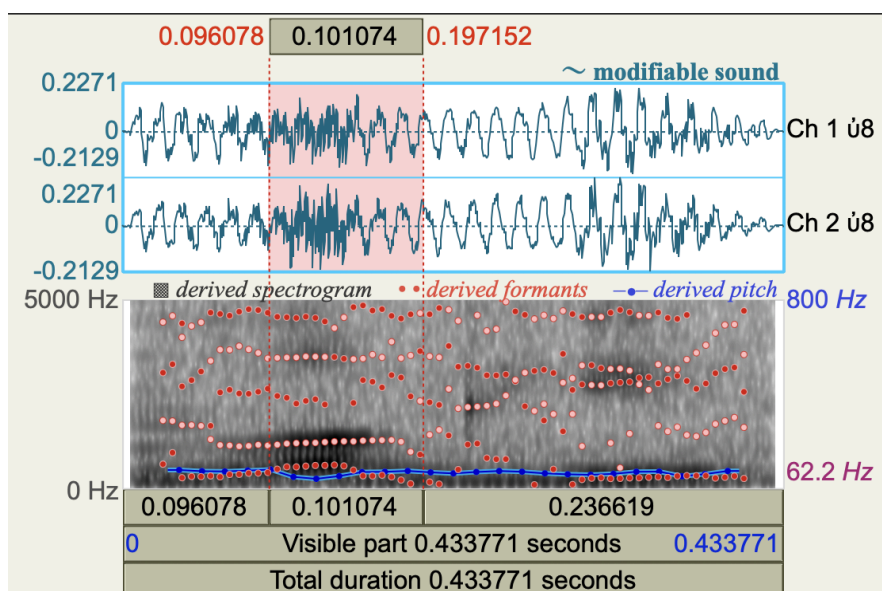 0.096078 0.101074 0.197152
~ modifiable sound
0.2271
0
-0.2129
Ch 1 ủ8
0.2271
0
-0.2129
Ch 2 ủ8
5000 Hz derived spectrogram derived formants derived pitch 800 Hz
0 Hz 62.2 Hz
0.096078 0.101074 0.236619
0 Visible part 0.433771 seconds 0.433771
Total duration 0.433771 seconds